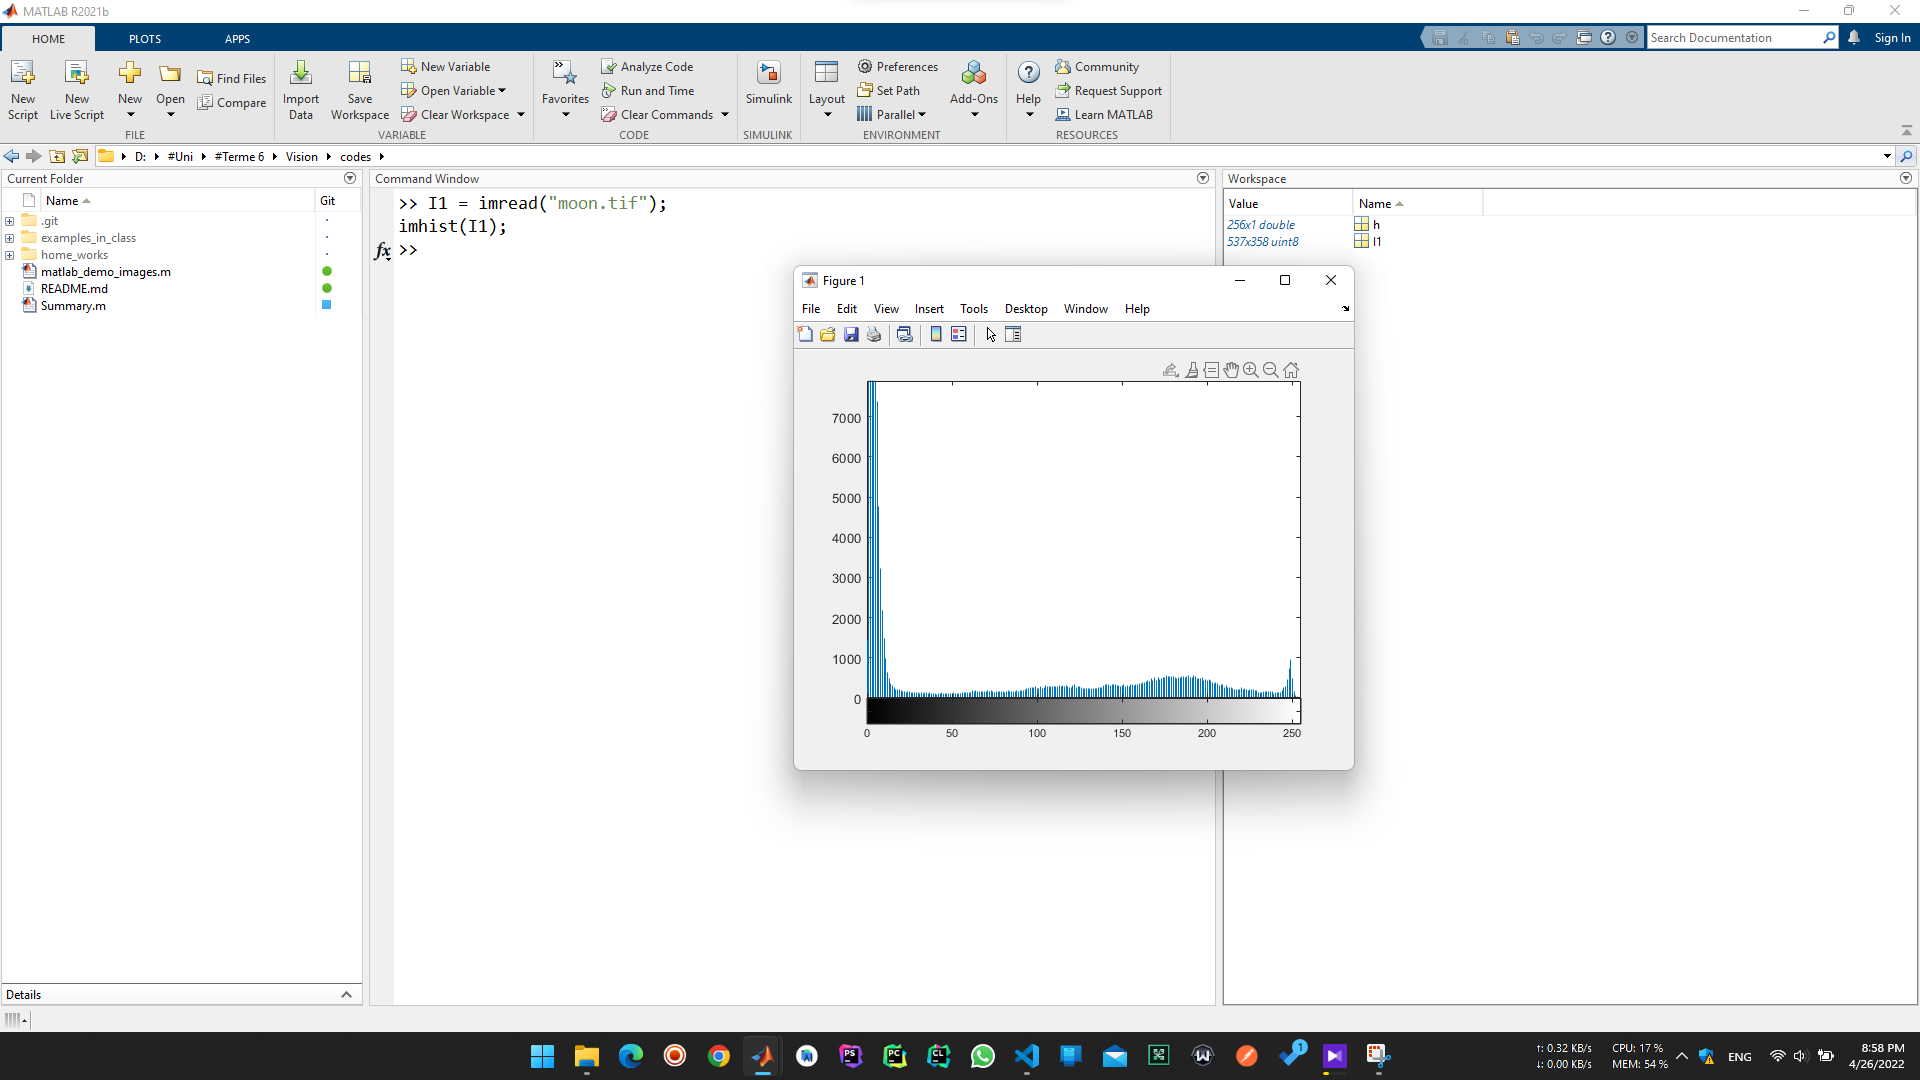 MATLAB R2021b
HOME PLOTS APPS
Search Documentation Sign In
New Script
New Live Script
New
Open
Find Files
Compare
FILE
Import Data
Save Workspace
New Variable
Open Variable
Clear Workspace
VARIABLE
Favorites
Analyze Code
Run and Time
Clear Commands
CODE
Simulink
SIMULINK
Layout
Preferences
Set Path
Parallel
Add-Ons
ENVIRONMENT
Help
Community
Request Support
Learn MATLAB
RESOURCES
D: #Uni #Terme 6 Vision codes
Current Folder
Name Git
.git
examples_in_class
home_works
matlab_demo_images.m
README.md
Summary.m
Details
Command Window
>> I1 = imread("moon.tif");
imhist(I1);
fx >>
Workspace
Value Name
256x1 double h
537x358 uint8 I1
Figure 1
File Edit View Insert Tools Desktop Window Help
7000
6000
5000
4000
3000
2000
1000
0
0 50 100 150 200 250
PS PC CL 1
↑: 0.32 KB/s
↓: 0.00 KB/s
CPU: 17 %
MEM: 54 %
ENG
8:58 PM
4/26/2022